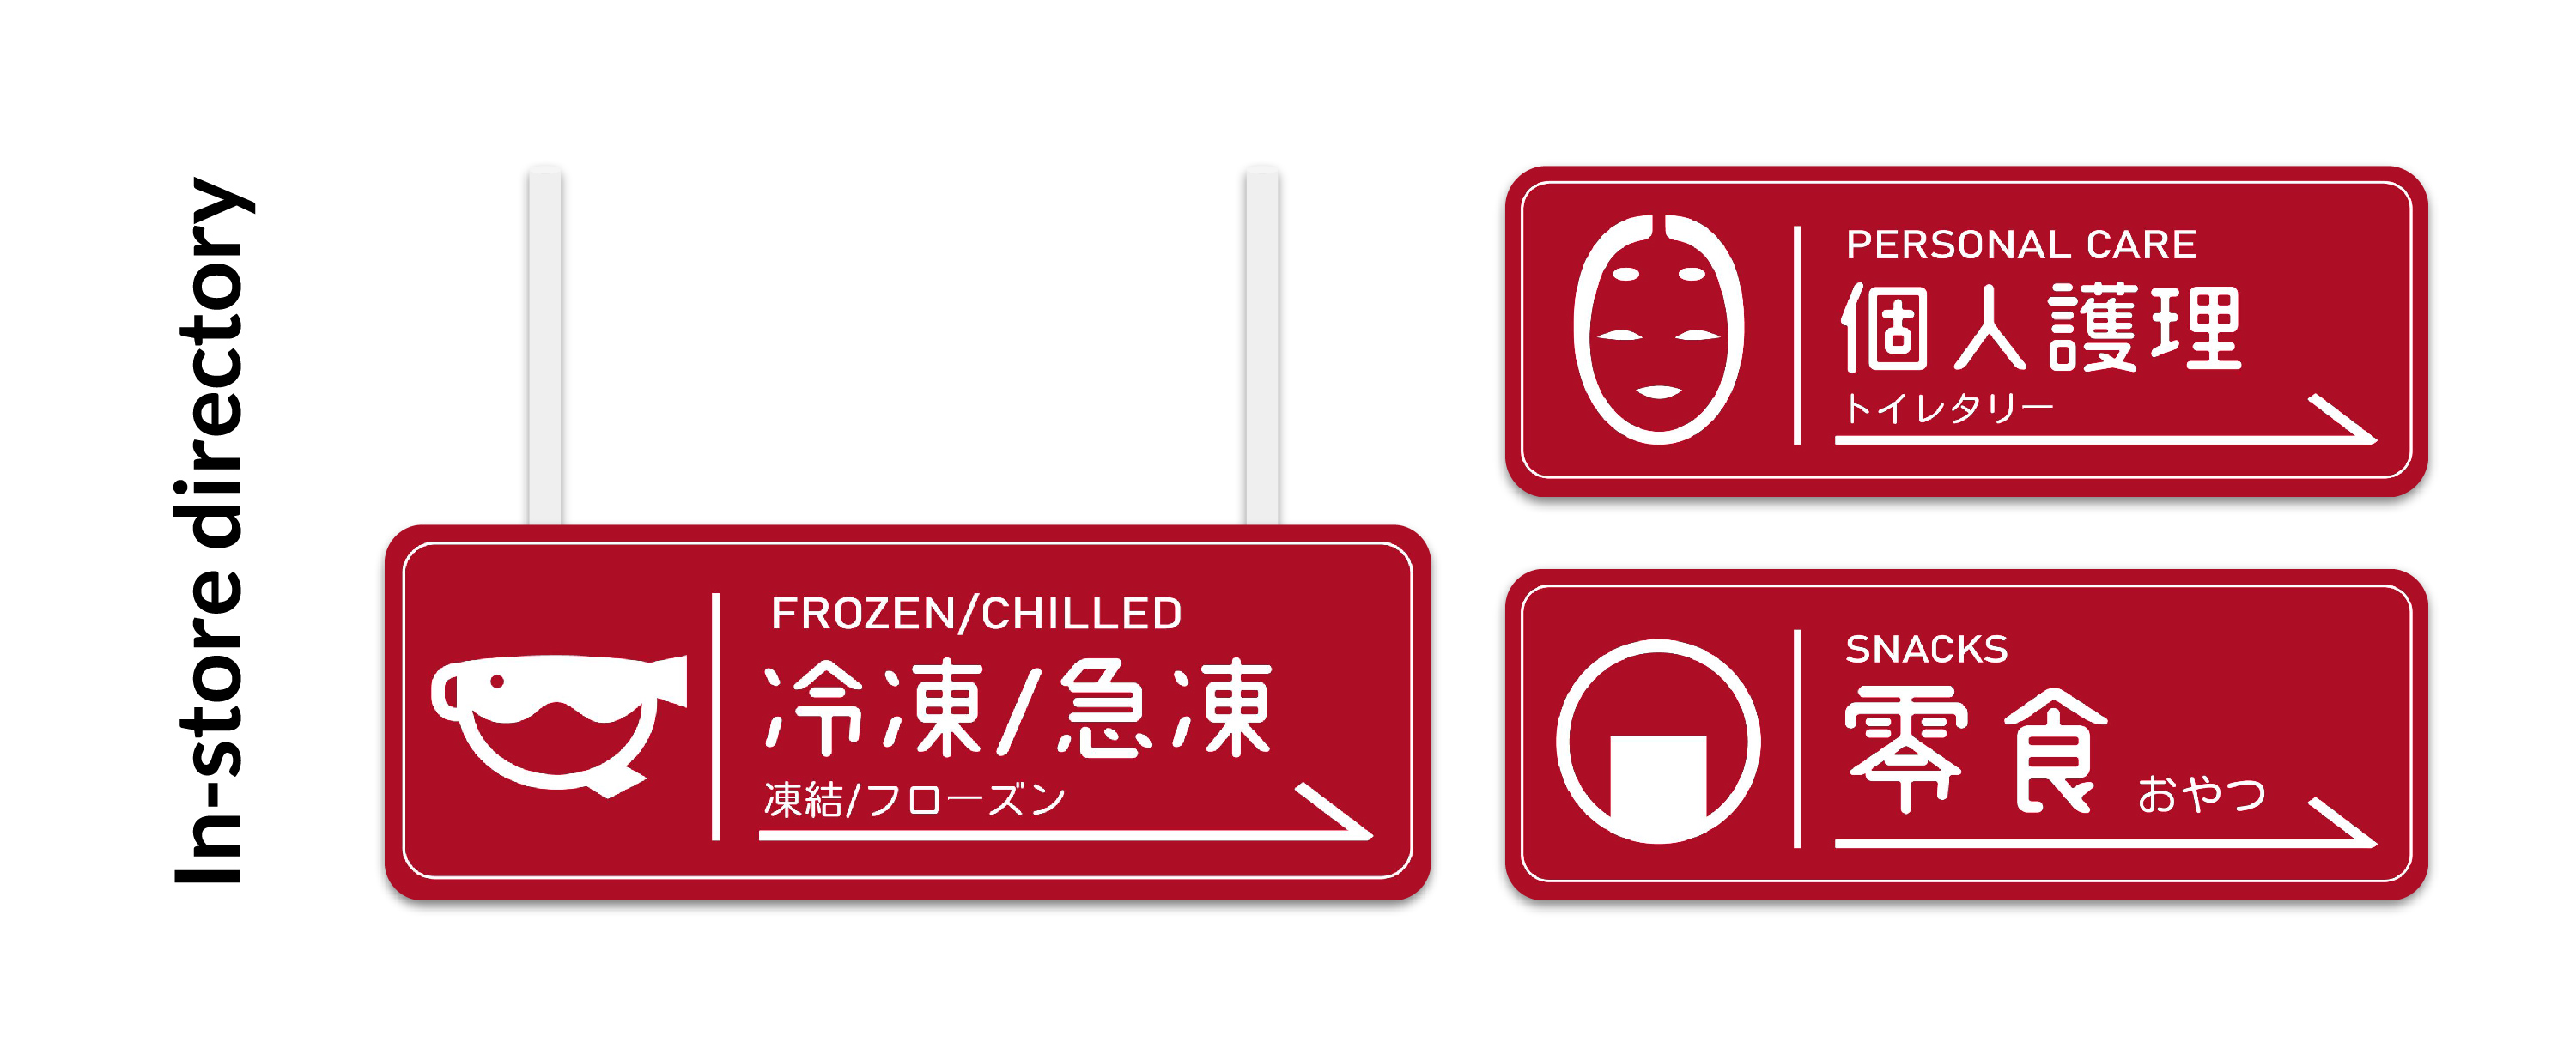 In-store directory
FROZEN/CHILLED
冷凍/急凍
凍結/フローズン
PERSONAL CARE
個人護理
トイレタリー
SNACKS
零食 おやつ